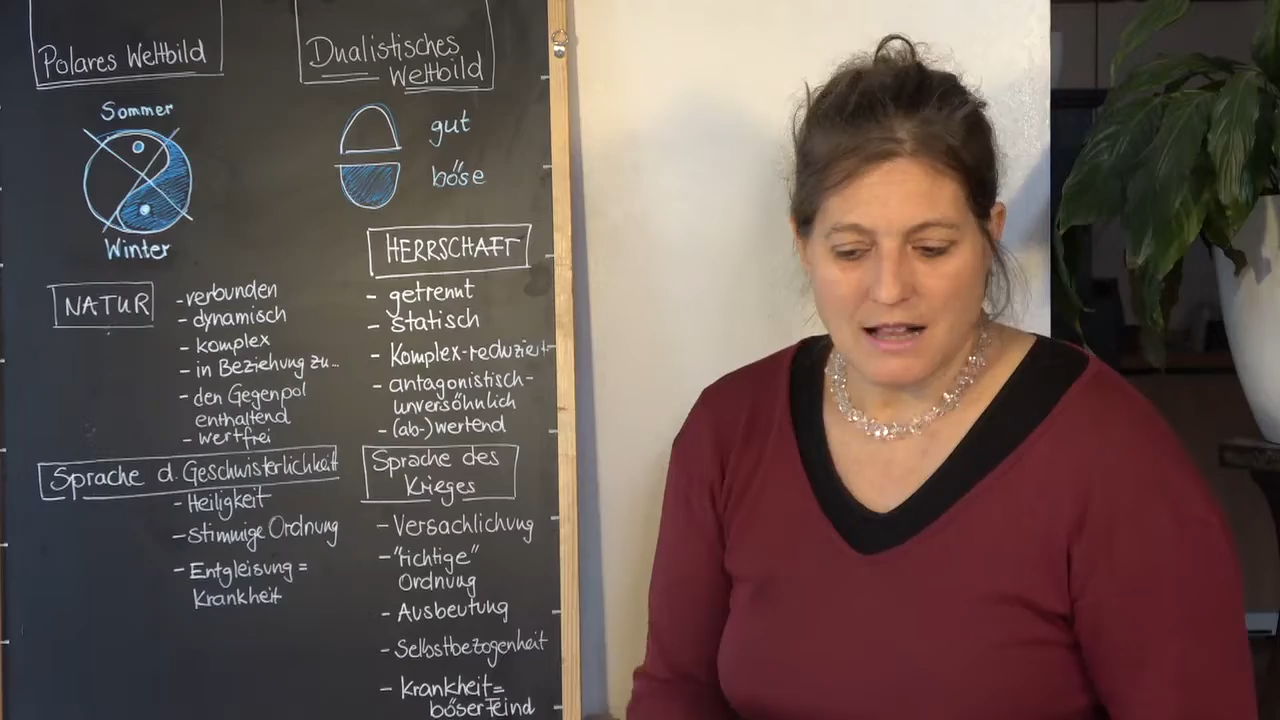 Polares Weltbild
Sommer
Winter
NATUR
- verbunden
- dynamisch
- komplex
- in Beziehung zu...
- den Gegenpol
enthaltend
- wertfrei
Sprache d. Geschwisterlichkeit
- Heiligkeit
- stimmige Ordnung
- Entgleisung =
Krankheit
Dualistisches
Weltbild
gut
böse
HERRSCHAFT
- getrennt
- statisch
- Komplex-reduziert
- antagonistisch-
unversöhnlich
- (ab-)wertend
Sprache des
Krieges
- Versachlichung
- "richtige"
Ordnung
- Ausbeutung
- Selbstbezogenheit
- Krankheit =
böser Feind